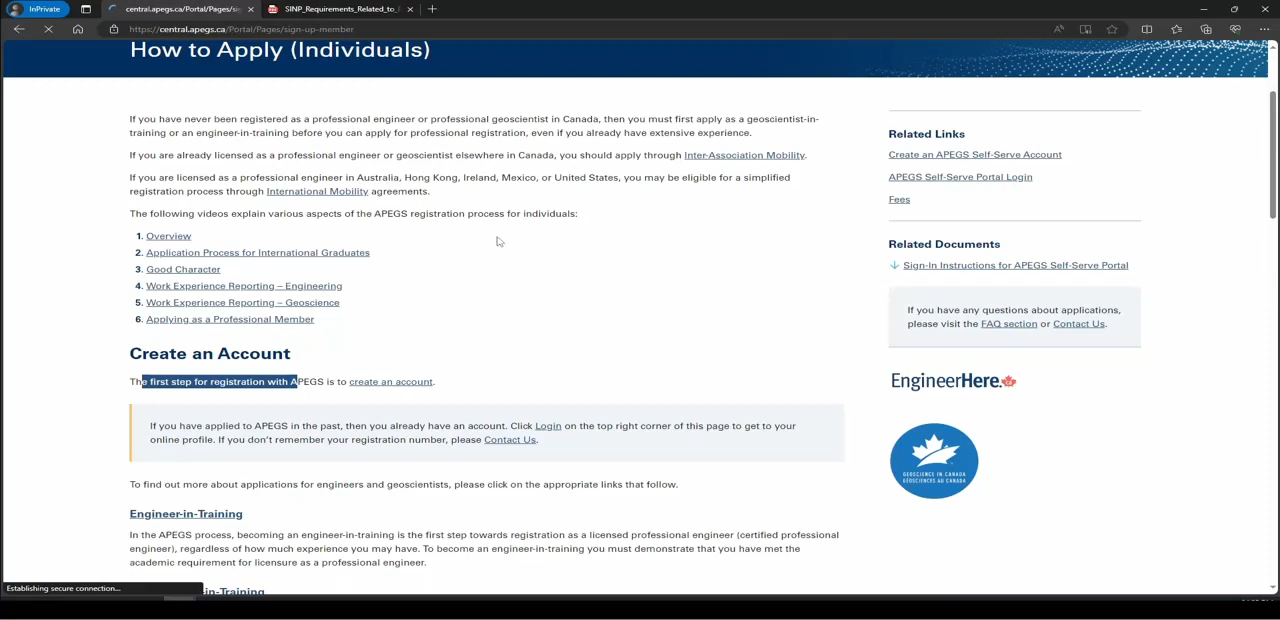 InPrivate
central.apegs.ca/Portal/Pages/si
SINP_Requirements_Related_to_
https://central.apegs.ca/Portal/Pages/sign-up-member
How to Apply (Individuals)
If you have never been registered as a professional engineer or professional geoscientist in Canada, then you must first apply as a geoscientist-in-
training or an engineer-in-training before you can apply for professional registration, even if you already have extensive experience.
If you are already licensed as a professional engineer or geoscientist elsewhere in Canada, you should apply through Inter-Association Mobility.
If you are licensed as a professional engineer in Australia, Hong Kong, Ireland, Mexico, or United States, you may be eligible for a simplified
registration process through International Mobility agreements.
The following videos explain various aspects of the APEGS registration process for individuals:
1. Overview
2. Application Process for International Graduates
3. Good Character
4. Work Experience Reporting – Engineering
5. Work Experience Reporting – Geoscience
6. Applying as a Professional Member
Create an Account
The first step for registration with APEGS is to create an account.
If you have applied to APEGS in the past, then you already have an account. Click Login on the top right corner of this page to get to your
online profile. If you don't remember your registration number, please Contact Us.
To find out more about applications for engineers and geoscientists, please click on the appropriate links that follow.
Engineer-in-Training
In the APEGS process, becoming an engineer-in-training is the first step towards registration as a licensed professional engineer (certified professional
engineer), regardless of how much experience you may have. To become an engineer-in-training you must demonstrate that you have met the
academic requirement for licensure as a professional engineer.
-in-Training
Establishing secure connection...
Related Links
Create an APEGS Self-Serve Account
APEGS Self-Serve Portal Login
Fees
Related Documents
Sign-In Instructions for APEGS Self-Serve Portal
If you have any questions about applications,
please visit the FAQ section or Contact Us.
EngineerHere.
GEOSCIENCE IN CANADA
GÉOSCIENCES AU CANADA